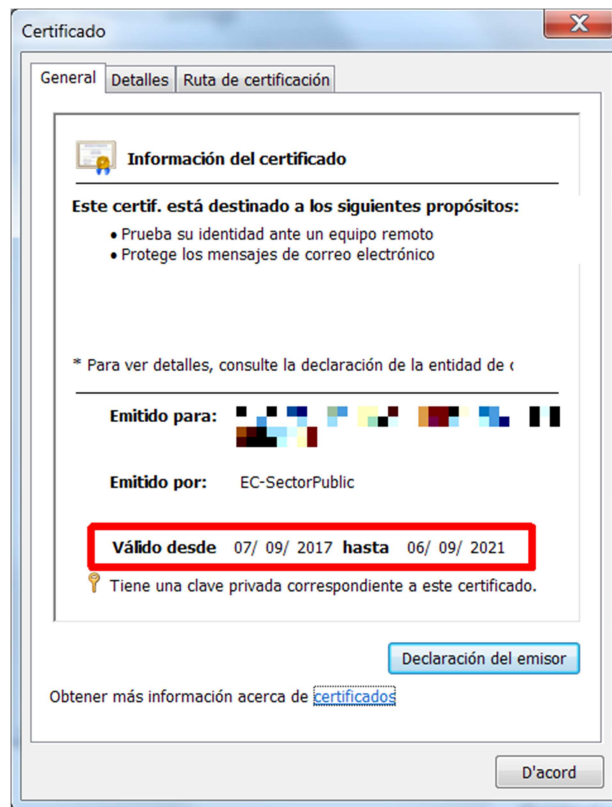 Certificado
General Detalles Ruta de certificación
Información del certificado
Este certif. está destinado a los siguientes propósitos:
• Prueba su identidad ante un equipo remoto
• Protege los mensajes de correo electrónico
* Para ver detalles, consulte la declaración de la entidad de c
Emitido para:
Emitido por: EC-SectorPublic
Válido desde 07/ 09/ 2017 hasta 06/ 09/ 2021
Tiene una clave privada correspondiente a este certificado.
Declaración del emisor
Obtener más información acerca de certificados
D'acord